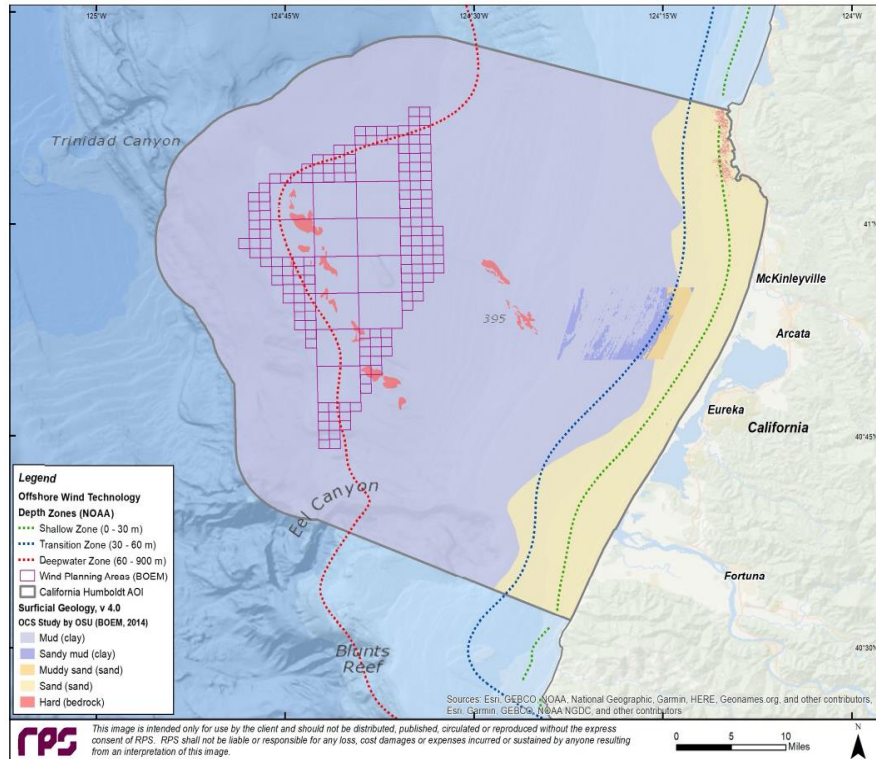 125°W
124°45'W
124°30'W
124°15'W
124°W
Trinidad Canyon
41°N
McKinleyville
395
Arcata
Eureka
California
40°45'N
Eel Canyon
Fortuna
Blunts
Reef
40°30'N
Legend
Offshore Wind Technology
Depth Zones (NOAA)
Shallow Zone (0 - 30 m)
Transition Zone (30 - 60 m)
Deepwater Zone (60 - 900 m)
Wind Planning Areas (BOEM)
California Humboldt AOI
Surficial Geology, v 4.0
OCS Study by OSU (BOEM, 2014)
Mud (clay)
Sandy mud (clay)
Muddy sand (sand)
Sand (sand)
Hard (bedrock)
Sources: Esri, GEBCO, NOAA, National Geographic, Garmin, HERE, Geonames.org, and other contributors,
Esri, Garmin, GEBCO, NOAA NGDC, and other contributors
rps
This image is intended only for use by the client and should not be distributed, published, circulated or reproduced without the express
consent of RPS. RPS shall not be liable or responsible for any loss, cost damages or expenses incurred or sustained by anyone resulting
from an interpretation of this image.
0 5 10
Miles
N